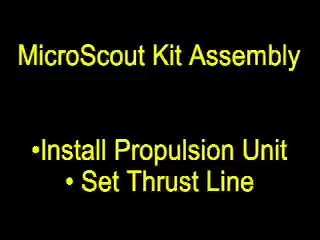 MicroScout Kit Assembly
•Install Propulsion Unit
• Set Thrust Line